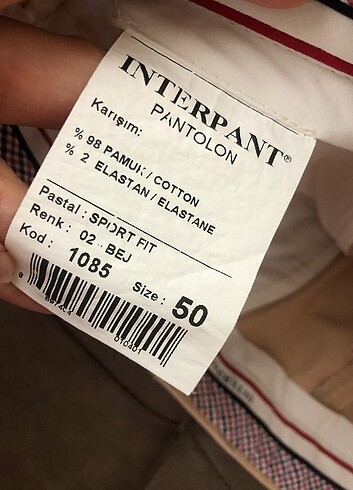 INTERPANT®
PANTOLON
Karışım:
% 98 PAMUK / COTTON
% 2 ELASTAN / ELASTANE
Pastal : SPORT FIT
Renk : 02 . BEJ
Kod : 1085 Size : 50
010401